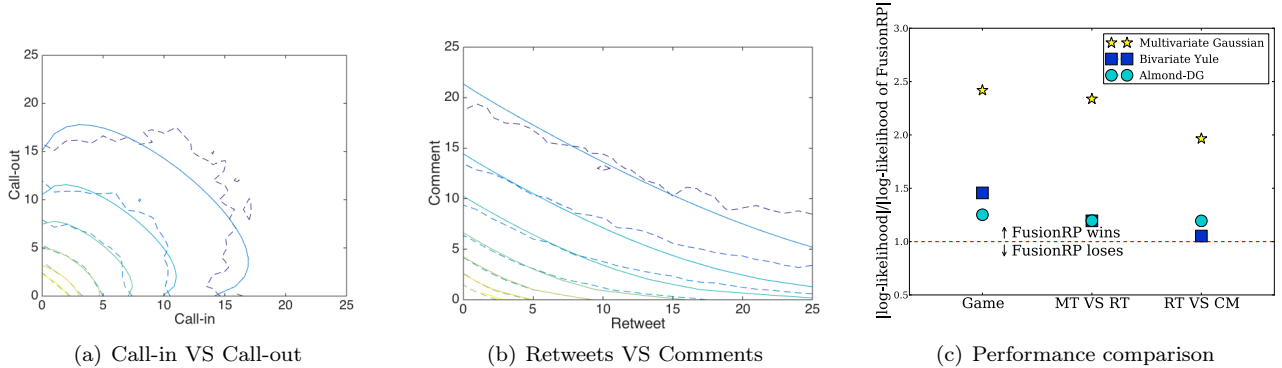 25
20
15
10
5
0
Call-out
0 5 10 15 20 25
Call-in
(a) Call-in VS Call-out
25
20
15
10
5
0
Comment
0 5 10 15 20 25
Retweet
(b) Retweets VS Comments
|log-likelihood|/|log-likelihood of FusionRP|
3.0
2.5
2.0
1.5
1.0
0.5
Multivariate Gaussian
Bivariate Yule
Almond-DG
↑ FusionRP wins
↓ FusionRP loses
Game MT VS RT RT VS CM
(c) Performance comparison